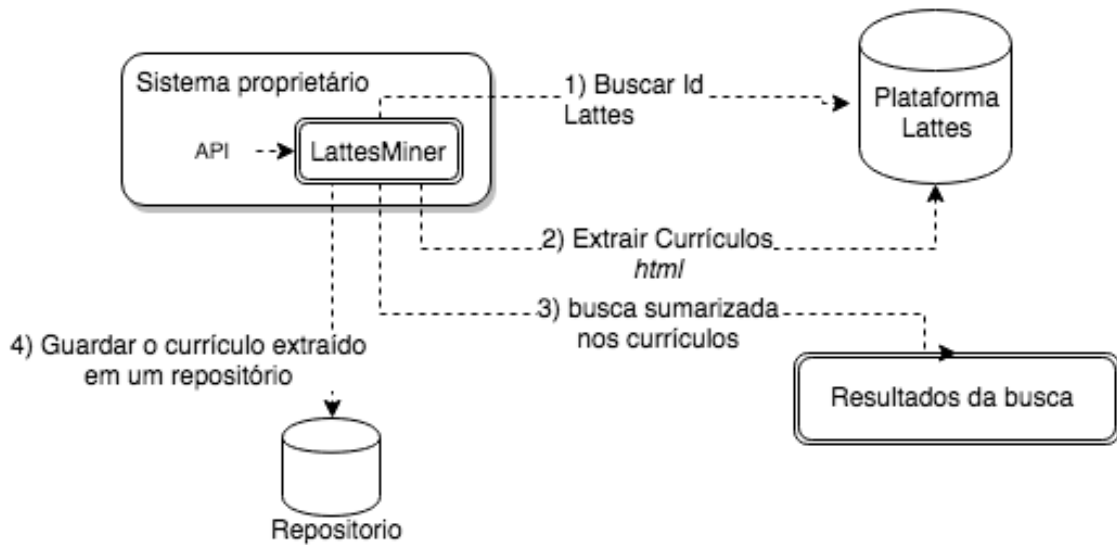 Sistema proprietário
API
LattesMiner
1) Buscar Id
Lattes
Plataforma
Lattes
2) Extrair Currículos
html
3) busca sumarizada
nos currículos
4) Guardar o currículo extraído
em um repositório
Resultados da busca
Repositorio